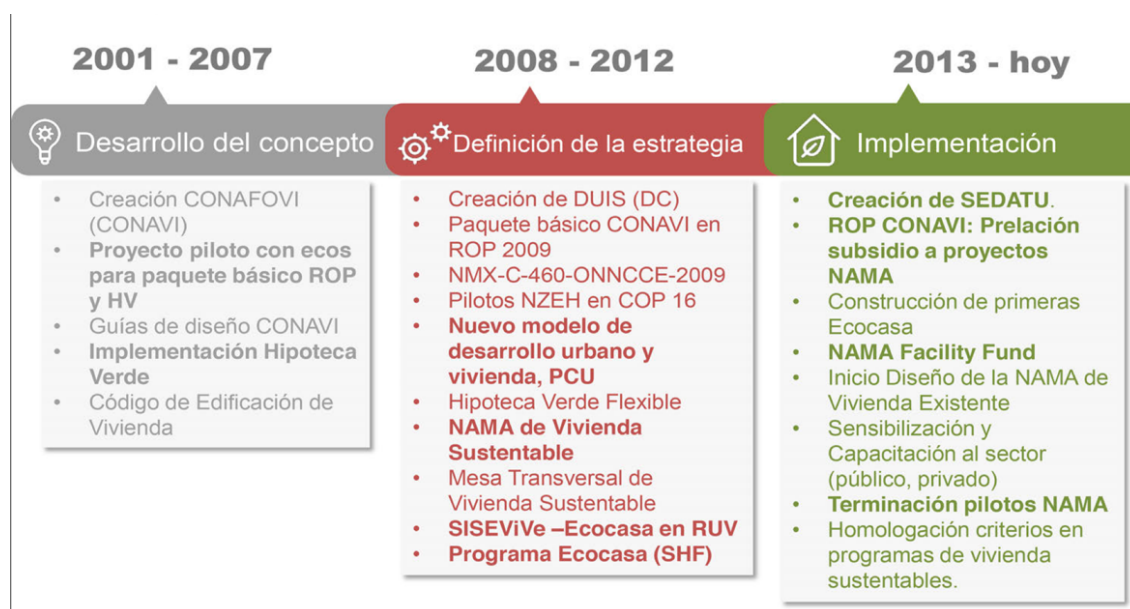 2001 - 2007
Desarrollo del concepto
• Creación CONAFOVI
(CONAVI)
• Proyecto piloto con ecos
para paquete básico ROP
y HV
• Guías de diseño CONAVI
• Implementación Hipoteca
Verde
• Código de Edificación de
Vivienda
2008 - 2012
Definición de la estrategia
• Creación de DUIS (DC)
• Paquete básico CONAVI en
ROP 2009
• NMX-C-460-ONNCCE-2009
• Pilotos NZEH en COP 16
• Nuevo modelo de
desarrollo urbano y
vivienda, PCU
• Hipoteca Verde Flexible
• NAMA de Vivienda
Sustentable
• Mesa Transversal de
Vivienda Sustentable
• SISEViVe –Ecocasa en RUV
• Programa Ecocasa (SHF)
2013 - hoy
Implementación
• Creación de SEDATU.
• ROP CONAVI: Prelación
subsidio a proyectos
NAMA
• Construcción de primeras
Ecocasa
• NAMA Facility Fund
• Inicio Diseño de la NAMA de
Vivienda Existente
• Sensibilización y
Capacitación al sector
(público, privado)
• Terminación pilotos NAMA
• Homologación criterios en
programas de vivienda
sustentables.